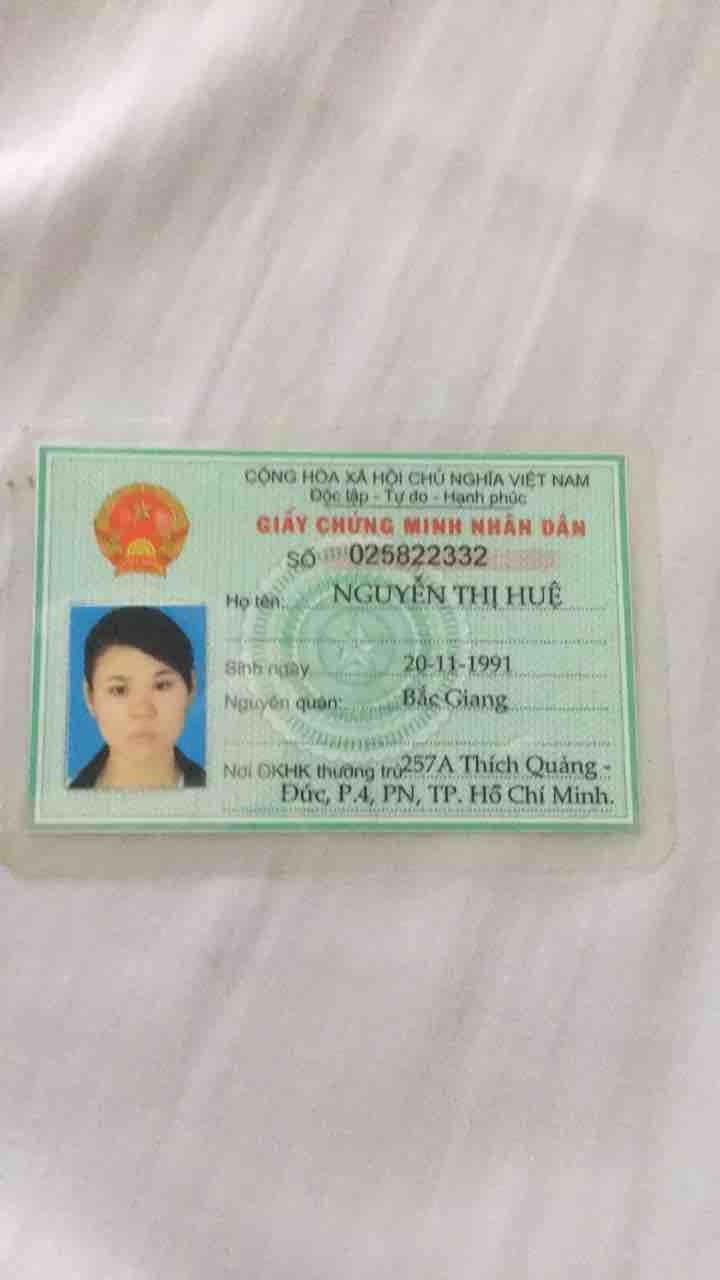 CỘNG HÒA XÃ HỘI CHỦ NGHĨA VIỆT NAM
Độc lập - Tự do - Hạnh phúc
GIẤY CHỨNG MINH NHÂN DÂN
SỐ 025822332
Họ tên: NGUYỄN THỊ HUỆ
Sinh ngày 20-11-1991
Nguyên quán: Bắc Giang
Nơi ĐKHK thường trú 257A Thích Quảng -
Đức, P.4, PN, TP. Hồ Chí Minh.